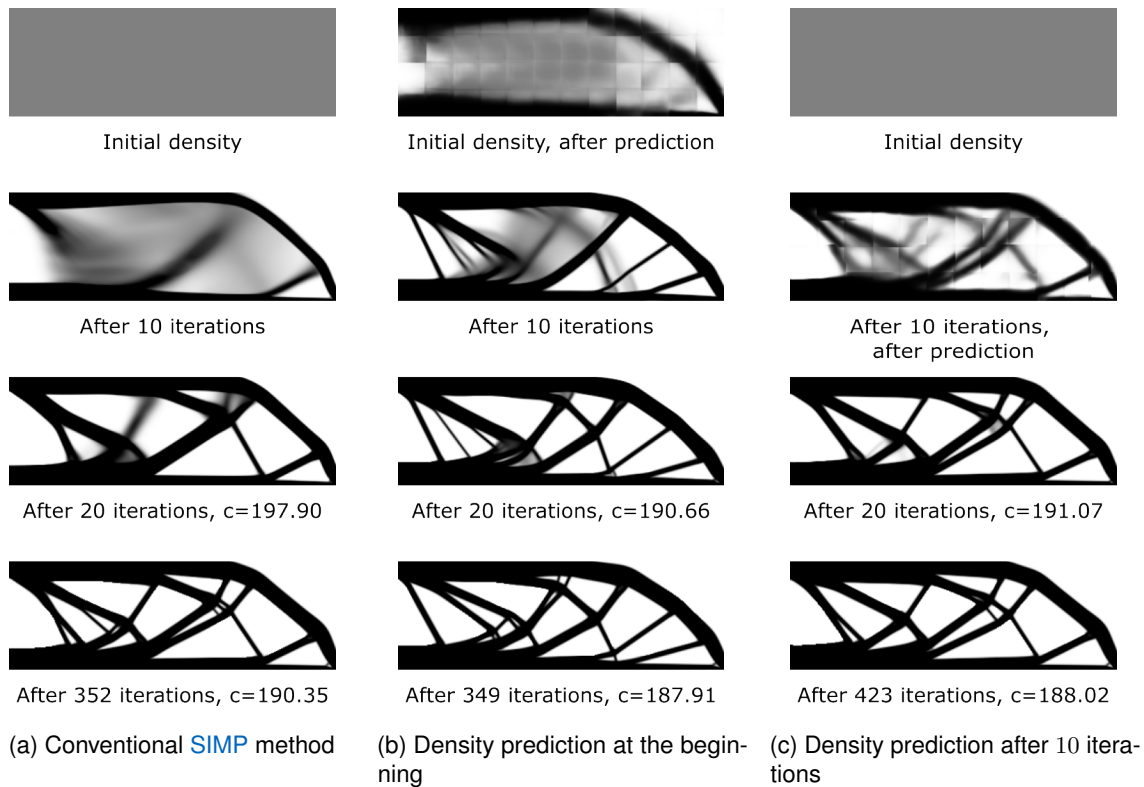 Initial density
Initial density, after prediction
Initial density
After 10 iterations
After 10 iterations
After 10 iterations,
after prediction
After 20 iterations, c=197.90
After 20 iterations, c=190.66
After 20 iterations, c=191.07
After 352 iterations, c=190.35
After 349 iterations, c=187.91
After 423 iterations, c=188.02
(a) Conventional SIMP method
(b) Density prediction at the begin-
ning
(c) Density prediction after 10 itera-
tions